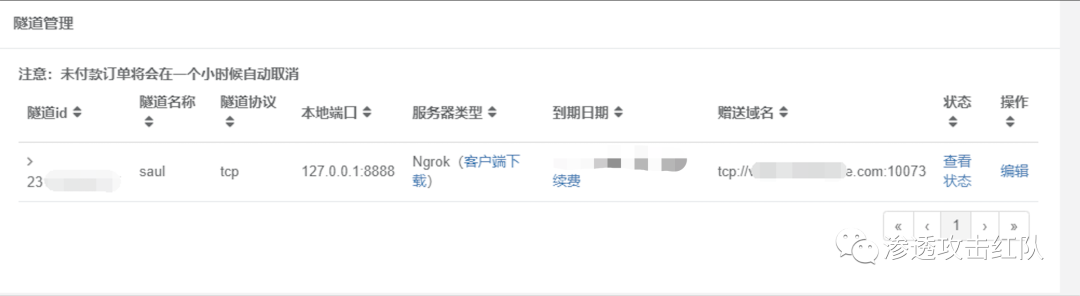 隧道管理
注意：未付款订单将会在一个小时候自动取消
隧道id 隧道名称 隧道协议 本地端口 服务器类型 到期日期 赠送域名 状态 操作
> saul tcp 127.0.0.1:8888 Ngrok（客户端下载） 续费 tcp:// e.com:10073 查看状态 编辑
23
« ‹ 1 › »
渗透攻击红队